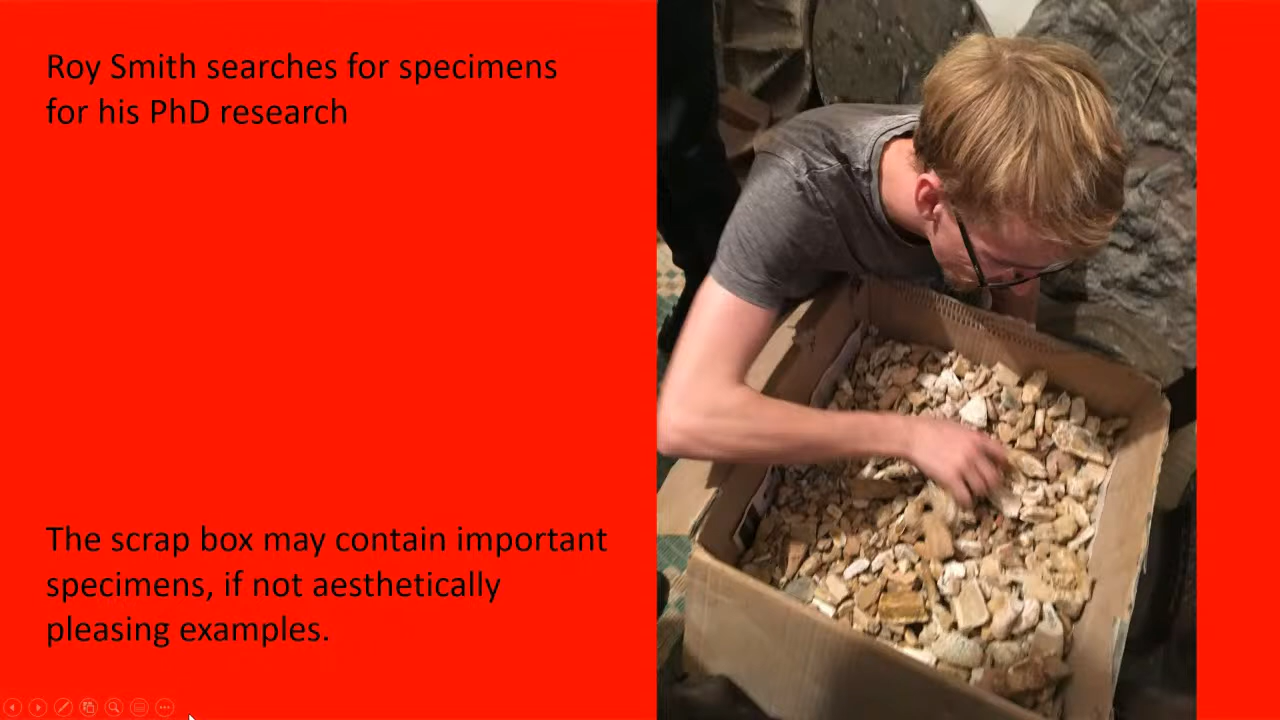 Roy Smith searches for specimens
for his PhD research
The scrap box may contain important
specimens, if not aesthetically
pleasing examples.